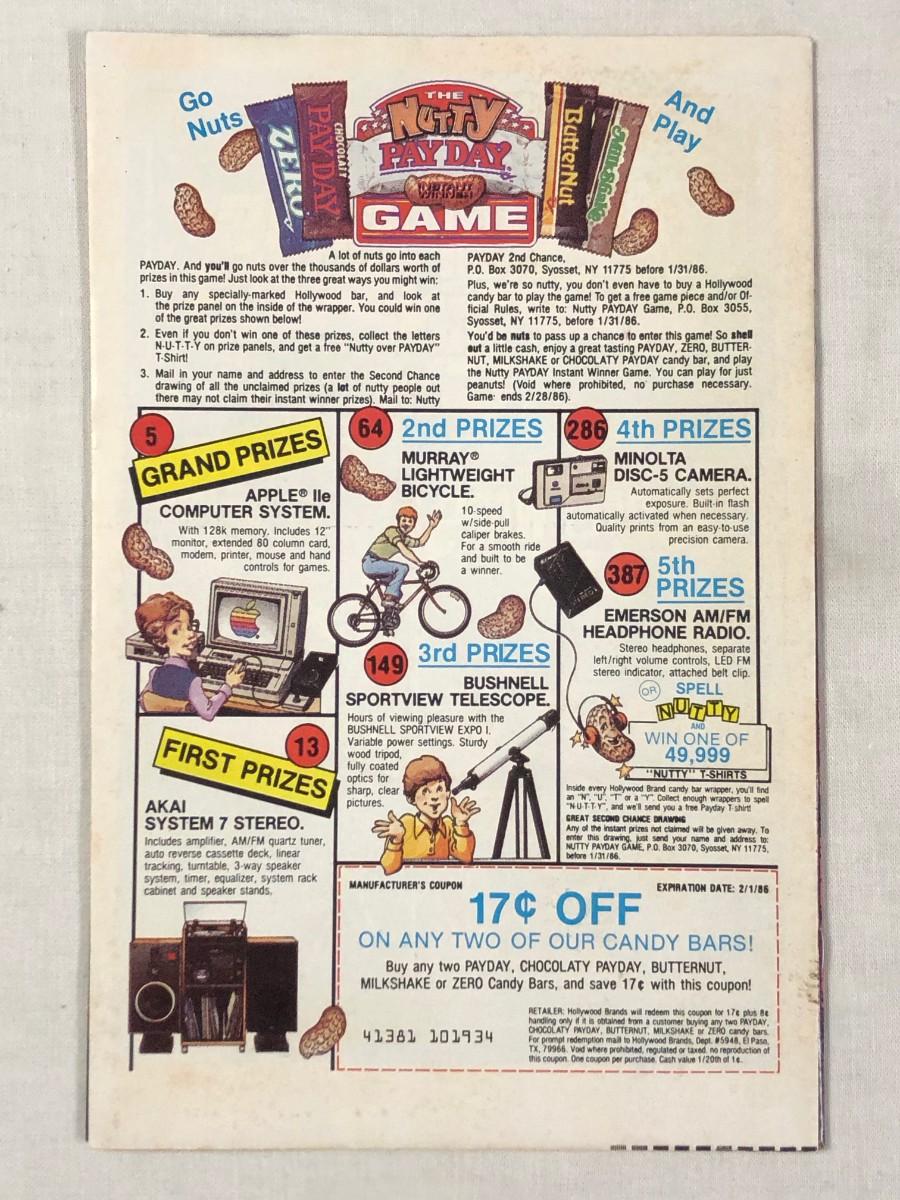 Go
Nuts
And
Play
ZERO
CHOCOLATY
PAYDAY
THE
NUTTY
PAY DAY
WINNER
GAME
ButterNut
Milk Shake
A lot of nuts go into each
PAYDAY. And you'll go nuts over the thousands of dollars worth of
prizes in this game! Just look at the three great ways you might win:
1. Buy any specially-marked Hollywood bar, and look at
the prize panel on the inside of the wrapper. You could win one
of the great prizes shown below!
2. Even if you don't win one of these prizes, collect the letters
N-U-T-T-Y on prize panels, and get a free "Nutty over PAYDAY"
T-Shirt!
3. Mail in your name and address to enter the Second Chance
drawing of all the unclaimed prizes (a lot of nutty people out
there may not claim their instant winner prizes). Mail to: Nutty
PAYDAY 2nd Chance,
P.O. Box 3070, Syosset, NY 11775 before 1/31/86.
Plus, we're so nutty, you don't even have to buy a Hollywood
candy bar to play the game! To get a free game piece and/or Of-
ficial Rules, write to: Nutty PAYDAY Game, P.O. Box 3055,
Syosset, NY 11775, before 1/31/86.
You'd be nuts to pass up a chance to enter this game! So shell
out a little cash, enjoy a great tasting PAYDAY, ZERO, BUTTER-
NUT, MILKSHAKE or CHOCOLATY PAYDAY candy bar, and play
the Nutty PAYDAY Instant Winner Game. You can play for just
peanuts! (Void where prohibited, no purchase necessary.
Game ends 2/28/86).
5
GRAND PRIZES
APPLE® IIe
COMPUTER SYSTEM.
With 128k memory. Includes 12"
monitor, extended 80 column card,
modem, printer, mouse and hand
controls for games.
13
FIRST PRIZES
AKAI
SYSTEM 7 STEREO.
Includes amplifier, AM/FM quartz tuner,
auto reverse cassette deck, linear
tracking, turntable, 3-way speaker
system, timer, equalizer, system rack
cabinet and speaker stands.
64 2nd PRIZES
MURRAY®
LIGHTWEIGHT
BICYCLE.
10-speed
w/side-pull
caliper brakes.
For a smooth ride
and built to be
a winner.
149 3rd PRIZES
BUSHNELL
SPORTVIEW TELESCOPE.
Hours of viewing pleasure with the
BUSHNELL SPORTVIEW EXPO I.
Variable power settings. Sturdy
wood tripod,
fully coated
optics for
sharp, clear
pictures.
286 4th PRIZES
MINOLTA
DISC-5 CAMERA.
Automatically sets perfect
exposure. Built-in flash
automatically activated when necessary.
Quality prints from an easy-to-use
precision camera.
387 5th
PRIZES
EMERSON AM/FM
HEADPHONE RADIO.
Stereo headphones, separate
left/right volume controls, LED FM
stereo indicator, attached belt clip.
OR SPELL
NUTTY
AND
WIN ONE OF
49,999
"NUTTY" T-SHIRTS
Inside every Hollywood Brand candy bar wrapper, you'll find
an "N", "U", "T" or a "Y". Collect enough wrappers to spell
"N-U-T-T-Y", and we'll send you a free Payday T-shirt!
GREAT SECOND CHANCE DRAWING
Any of the instant prizes not claimed will be given away. To
enter this drawing, just send your name and address to:
NUTTY PAYDAY GAME, P.O. Box 3070, Syosset, NY 11775,
before 1/31/86.
MANUFACTURER'S COUPON
EXPIRATION DATE: 2/1/86
17¢ OFF
ON ANY TWO OF OUR CANDY BARS!
Buy any two PAYDAY, CHOCOLATY PAYDAY, BUTTERNUT,
MILKSHAKE or ZERO Candy Bars, and save 17¢ with this coupon!
41381 101934
RETAILER: Hollywood Brands will redeem this coupon for 17¢ plus 8¢
handling only if it is obtained from a customer buying any two PAYDAY,
CHOCOLATY PAYDAY, BUTTERNUT, MILKSHAKE or ZERO candy bars.
For prompt redemption mail to Hollywood Brands, Dept. #5948, El Paso,
TX, 79966. Void where prohibited, regulated or taxed. no reproduction of
this coupon. One coupon per purchase. Cash value 1/20th of 1¢.